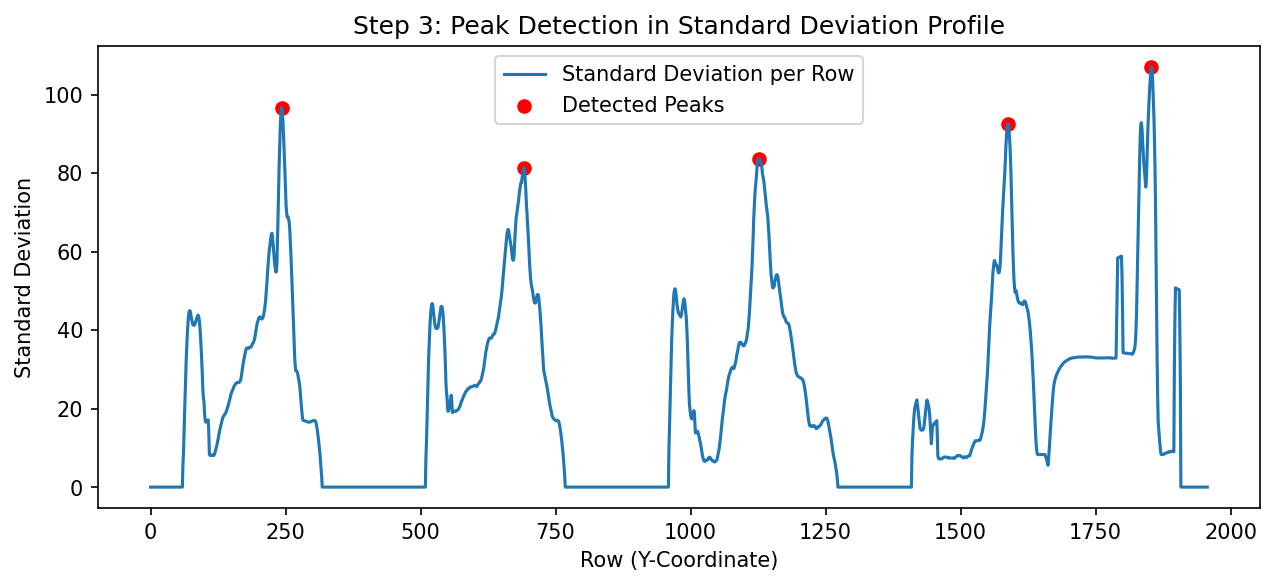 Step 3: Peak Detection in Standard Deviation Profile
Standard Deviation per Row
Detected Peaks
Standard Deviation
100
80
60
40
20
0
0 250 500 750 1000 1250 1500 1750 2000
Row (Y-Coordinate)